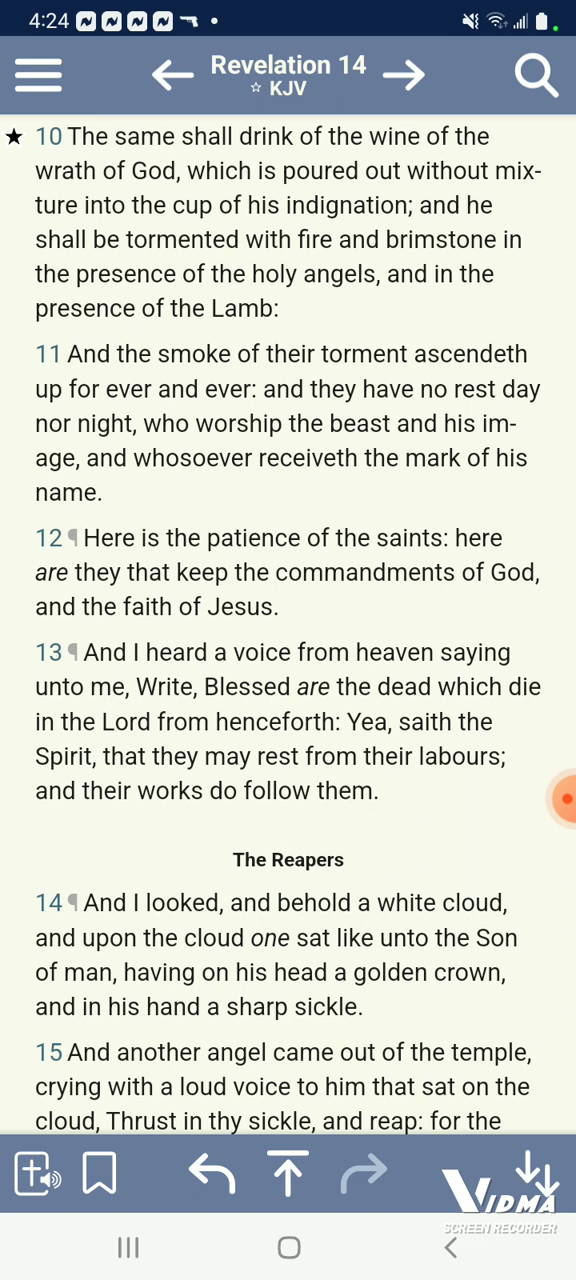 4:24
Revelation 14
☆ KJV
★ 10 The same shall drink of the wine of the
wrath of God, which is poured out without mix-
ture into the cup of his indignation; and he
shall be tormented with fire and brimstone in
the presence of the holy angels, and in the
presence of the Lamb:
11 And the smoke of their torment ascendeth
up for ever and ever: and they have no rest day
nor night, who worship the beast and his im-
age, and whosoever receiveth the mark of his
name.
12 ¶ Here is the patience of the saints: here
are they that keep the commandments of God,
and the faith of Jesus.
13 ¶ And I heard a voice from heaven saying
unto me, Write, Blessed are the dead which die
in the Lord from henceforth: Yea, saith the
Spirit, that they may rest from their labours;
and their works do follow them.
The Reapers
14 ¶ And I looked, and behold a white cloud,
and upon the cloud one sat like unto the Son
of man, having on his head a golden crown,
and in his hand a sharp sickle.
15 And another angel came out of the temple,
crying with a loud voice to him that sat on the
cloud, Thrust in thy sickle, and reap: for the
VIDMA
SCREEN RECORDER